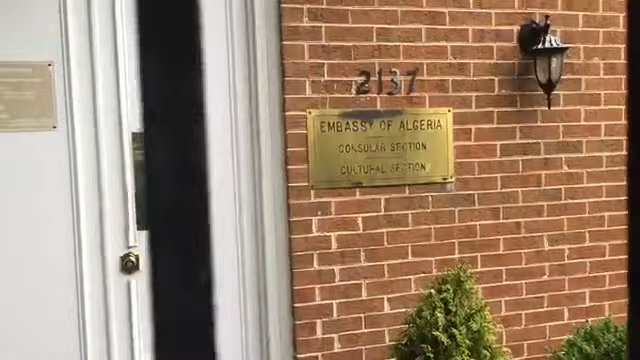 2137
EMBASSY OF ALGERIA
CONSULAR SECTION
CULTURAL SECTION